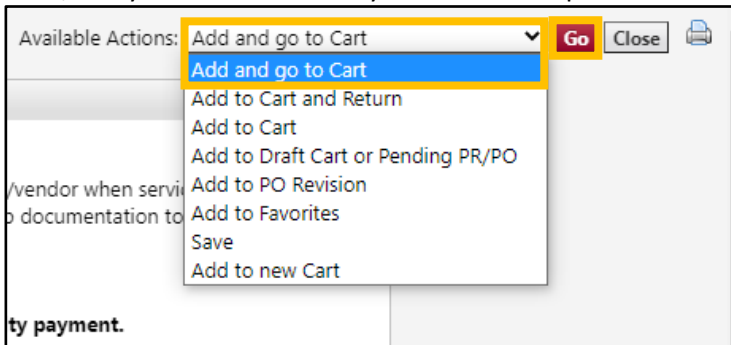 Available Actions: Add and go to Cart Go Close
Add and go to Cart
Add to Cart and Return
Add to Cart
Add to Draft Cart or Pending PR/PO
/vendor when servi Add to PO Revision
documentation to Add to Favorites
Save
Add to new Cart
ty payment.